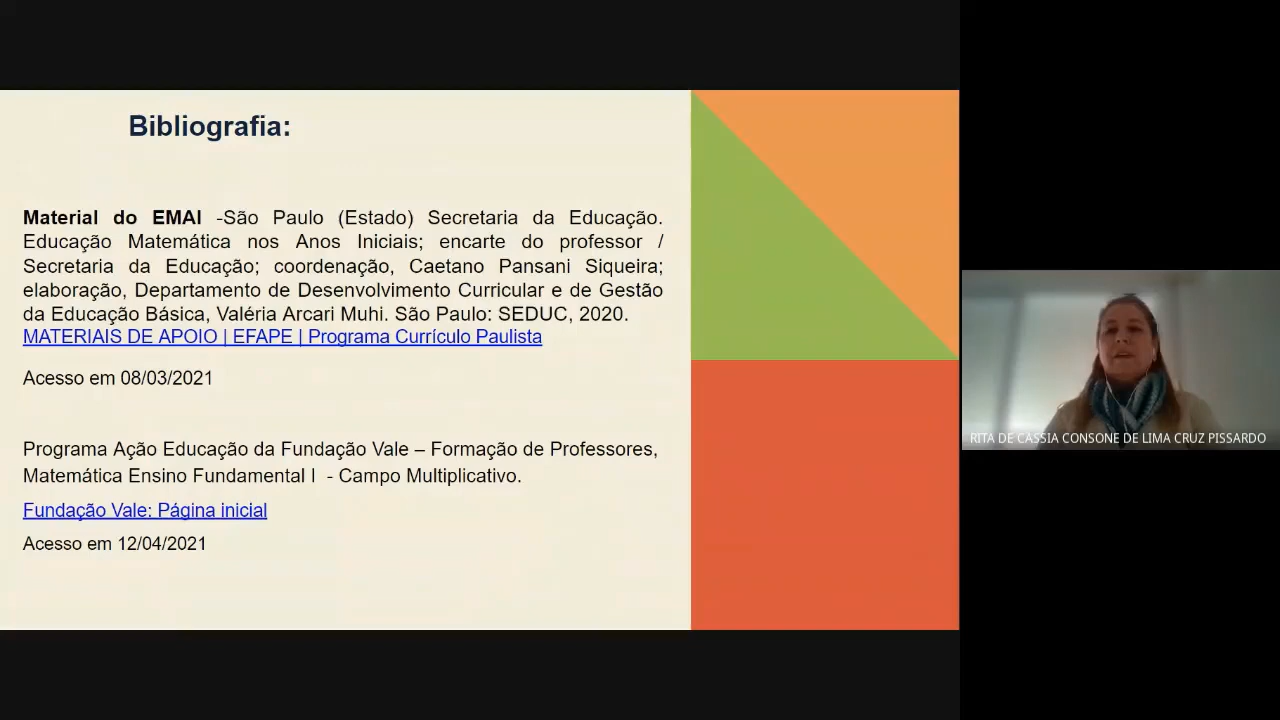 Bibliografia:
Material do EMAI -São Paulo (Estado) Secretaria da Educação.
Educação Matemática nos Anos Iniciais; encarte do professor /
Secretaria da Educação; coordenação, Caetano Pansani Siqueira;
elaboração, Departamento de Desenvolvimento Curricular e de Gestão
da Educação Básica, Valéria Arcari Muhi. São Paulo: SEDUC, 2020.
MATERIAIS DE APOIO | EFAPE | Programa Currículo Paulista
Acesso em 08/03/2021
Programa Ação Educação da Fundação Vale – Formação de Professores,
Matemática Ensino Fundamental I - Campo Multiplicativo.
Fundação Vale: Página inicial
Acesso em 12/04/2021
RITA DE CASSIA CONSONE DE LIMA CRUZ PISSARDO